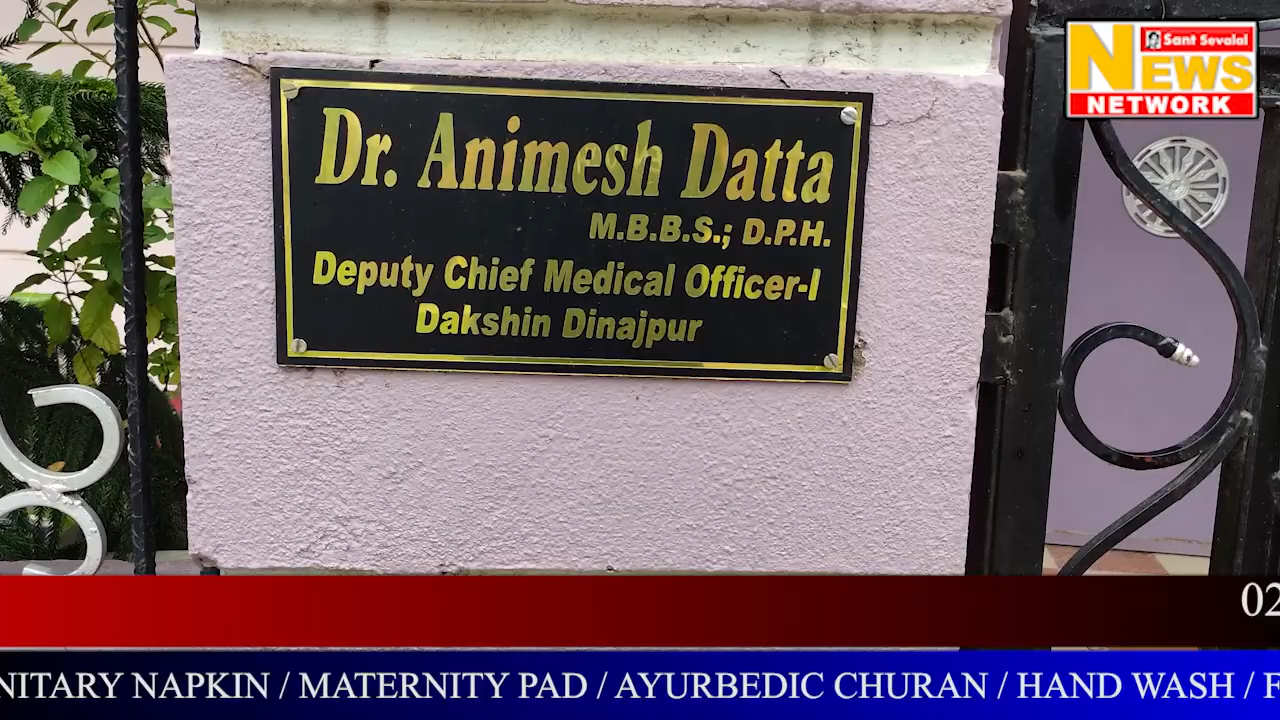 Sant Sevalal
NEWS
NETWORK
Dr. Animesh Datta
M.B.B.S.; D.P.H.
Deputy Chief Medical Officer-I
Dakshin Dinajpur
02
NITARY NAPKIN / MATERNITY PAD / AYURBEDIC CHURAN / HAND WASH / F